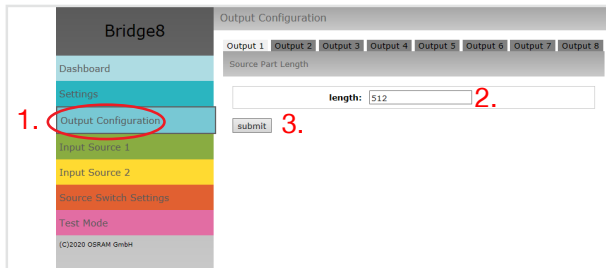 Bridge8
Dashboard
Settings
1. Output Configuration
Input Source 1
Input Source 2
Source Switch Settings
Test Mode
(C)2020 OSRAM GmbH
Output Configuration
Output 1 Output 2 Output 3 Output 4 Output 5 Output 6 Output 7 Output 8
Source Part Length
length: 512 2.
submit 3.